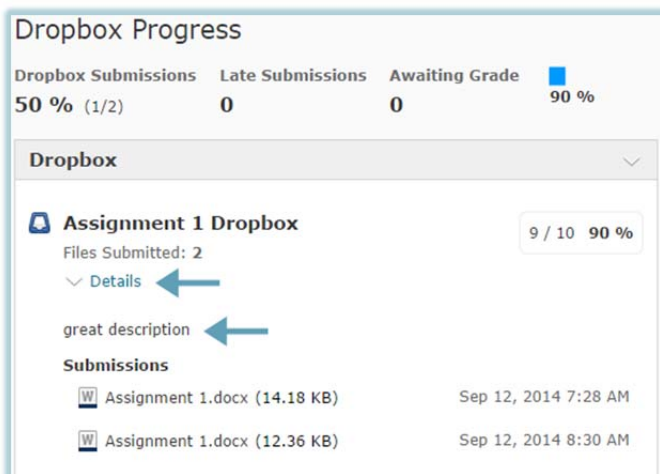 Dropbox Progress
Dropbox Submissions Late Submissions Awaiting Grade
50 % (1/2) 0 0 90 %
Dropbox
Assignment 1 Dropbox
9 / 10 90 %
Files Submitted: 2
Details
great description
Submissions
W Assignment 1.docx (14.18 KB) Sep 12, 2014 7:28 AM
W Assignment 1.docx (12.36 KB) Sep 12, 2014 8:30 AM